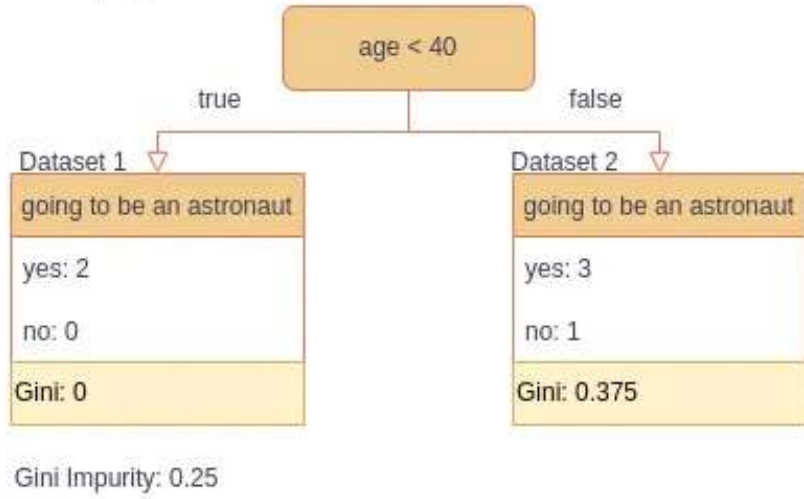 age < 40
true
false
Dataset 1
Dataset 2
going to be an astronaut
going to be an astronaut
yes: 2
yes: 3
no: 0
no: 1
Gini: 0
Gini: 0.375
Gini Impurity: 0.25